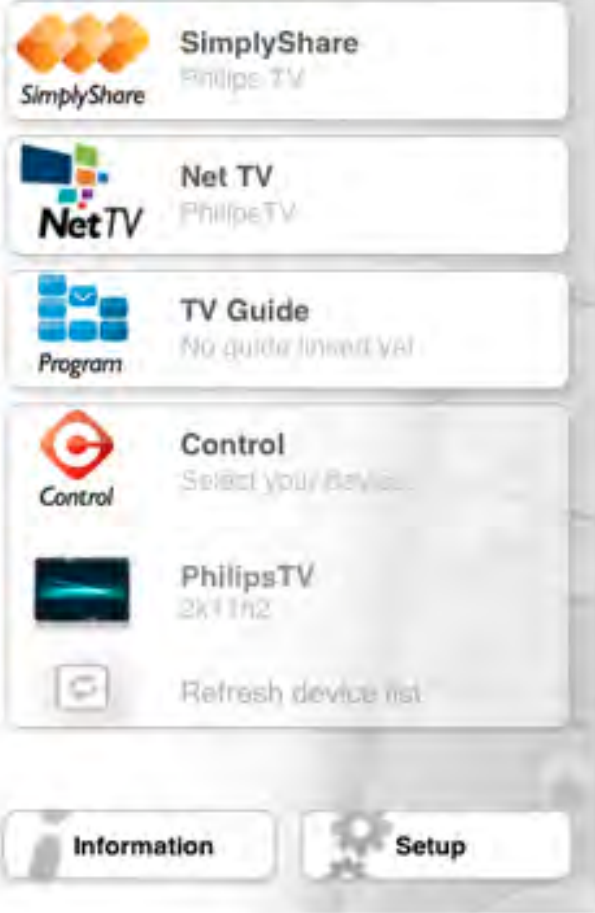 SimplyShare
SimplyShare
Philips TV
NetTV
Net TV
PhilipsTV
Program
TV Guide
No guide linked yet
Control
Control
Select your device
PhilipsTV
2k11h2
Refresh device list
Information
Setup